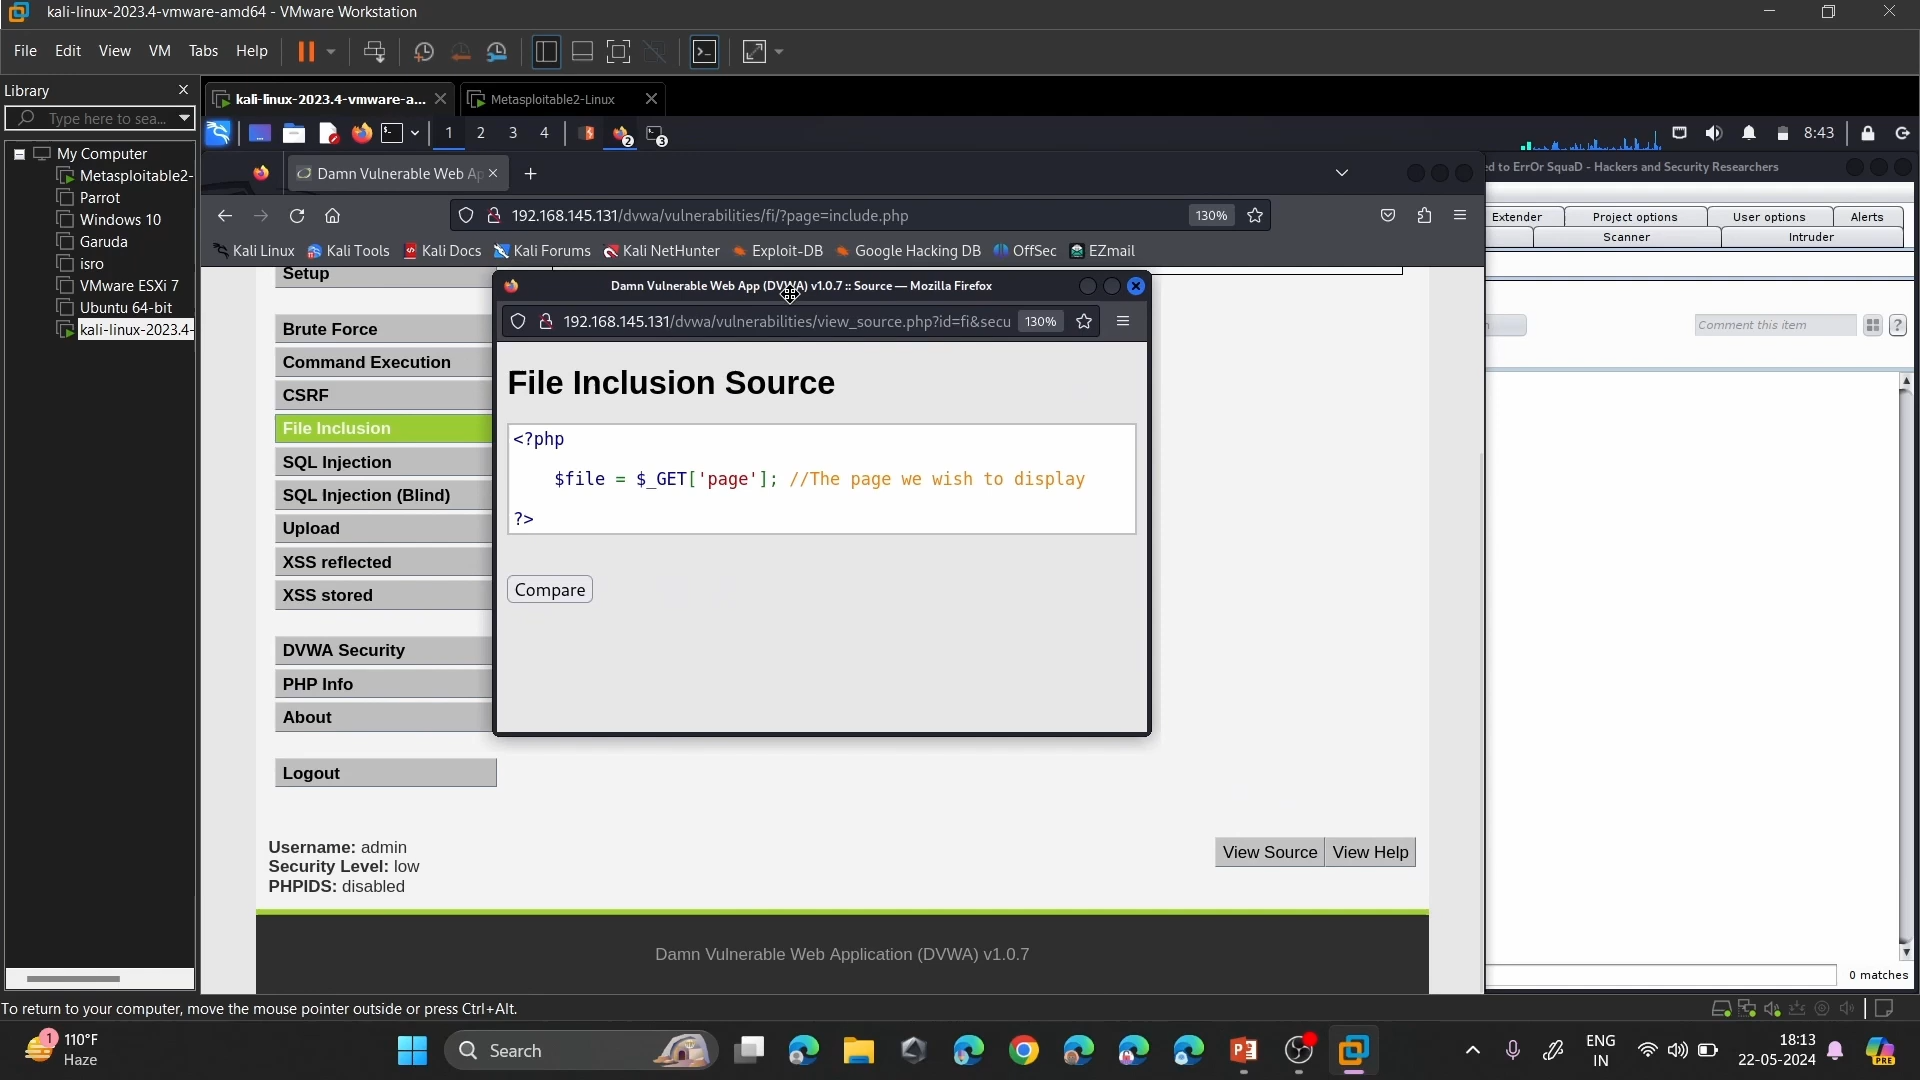 kali-linux-2023.4-vmware-amd64 - VMware Workstation
File Edit View VM Tabs Help
Library
Type here to sea...
My Computer
Metasploitable2-
Parrot
Windows 10
Garuda
isro
VMware ESXi 7
Ubuntu 64-bit
kali-linux-2023.4-
kali-linux-2023.4-vmware-a...
Metasploitable2-Linux
1 2 3 4
2
3
8:43
Damn Vulnerable Web Ap
ed to ErrOr SquaD - Hackers and Security Researchers
192.168.145.131/dvwa/vulnerabilities/fi/?page=include.php
130%
Extender Project options User options Alerts
Scanner Intruder
Kali Linux Kali Tools Kali Docs Kali Forums Kali NetHunter Exploit-DB Google Hacking DB OffSec EZmail
Comment this item
?
Setup
Brute Force
Command Execution
CSRF
File Inclusion
SQL Injection
SQL Injection (Blind)
Upload
XSS reflected
XSS stored
DVWA Security
PHP Info
About
Logout
Damn Vulnerable Web App (DVWA) v1.0.7 :: Source — Mozilla Firefox
192.168.145.131/dvwa/vulnerabilities/view_source.php?id=fi&secu
130%
File Inclusion Source
<?php
$file = $_GET['page']; //The page we wish to display
?>
Compare
Username: admin
Security Level: low
PHPIDS: disabled
View Source View Help
Damn Vulnerable Web Application (DVWA) v1.0.7
0 matches
To return to your computer, move the mouse pointer outside or press Ctrl+Alt.
1
110°F
Haze
Search
ENG
IN
18:13
22-05-2024
PRE